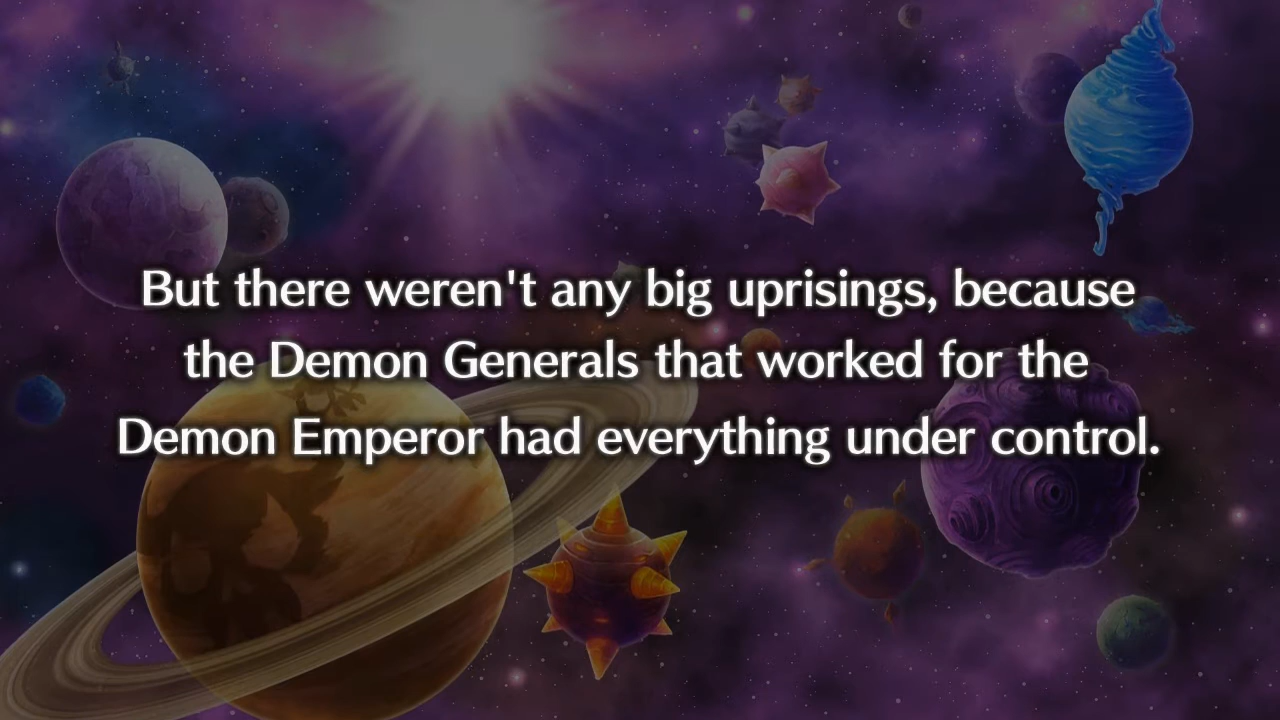 But there weren't any big uprisings, because
the Demon Generals that worked for the
Demon Emperor had everything under control.